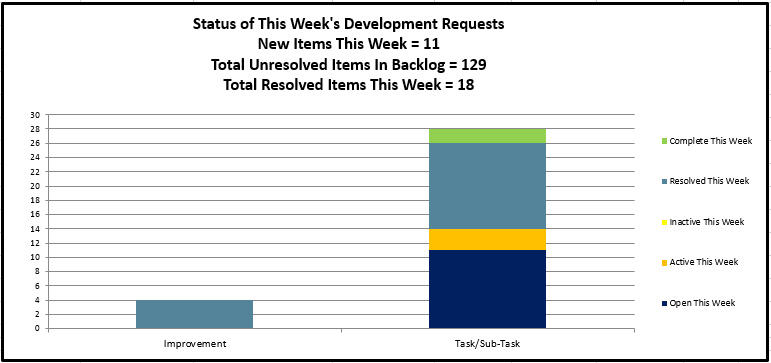 Status of This Week's Development Requests
New Items This Week = 11
Total Unresolved Items In Backlog = 129
Total Resolved Items This Week = 18
30
28
26
24
22
20
18
16
14
12
10
8
6
4
2
0
Improvement
Task/Sub-Task
Complete This Week
Resolved This Week
Inactive This Week
Active This Week
Open This Week